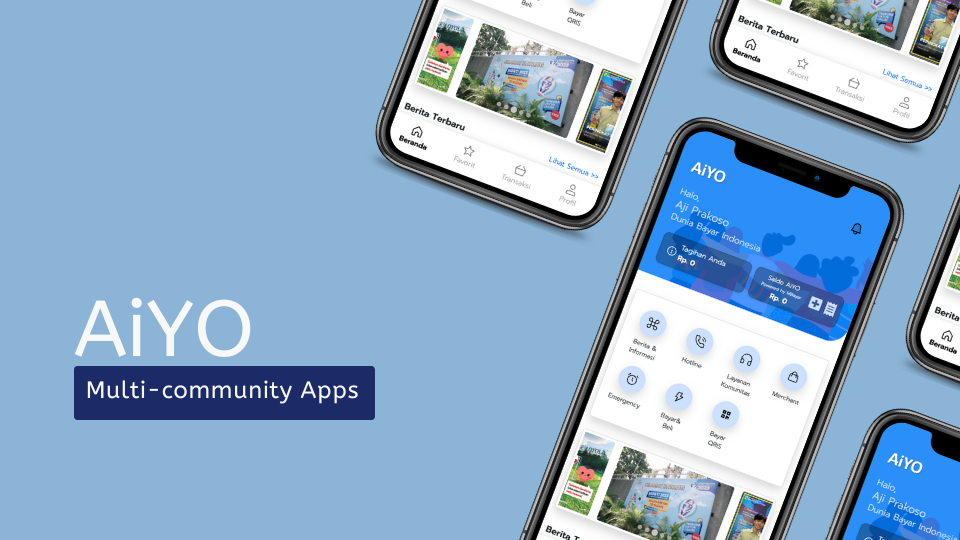 AiYO
Multi-community Apps
Beli
Bayar
QRIS
Berita Terbaru
Lihat Semua >>
Beranda
Favorit
Transaksi
Profil
Berita Terbaru
Lihat Semua >>
Beranda
Favorit
Transaksi
Profil
AiYO
Halo,
Aji Prakoso
Dunia Bayar Indonesia
Tagihan Anda
Rp. 0
Saldo AiYO
Rp. 0
Berita &
Informasi
Hotline
Layanan
Komunitas
Merchant
Emergency
Bayar&
Beli
Bayar
QRIS
Berita T
Berita
Beranda
AiYO
Halo,
Aji Prakoso
Dunia Bayar Indonesia